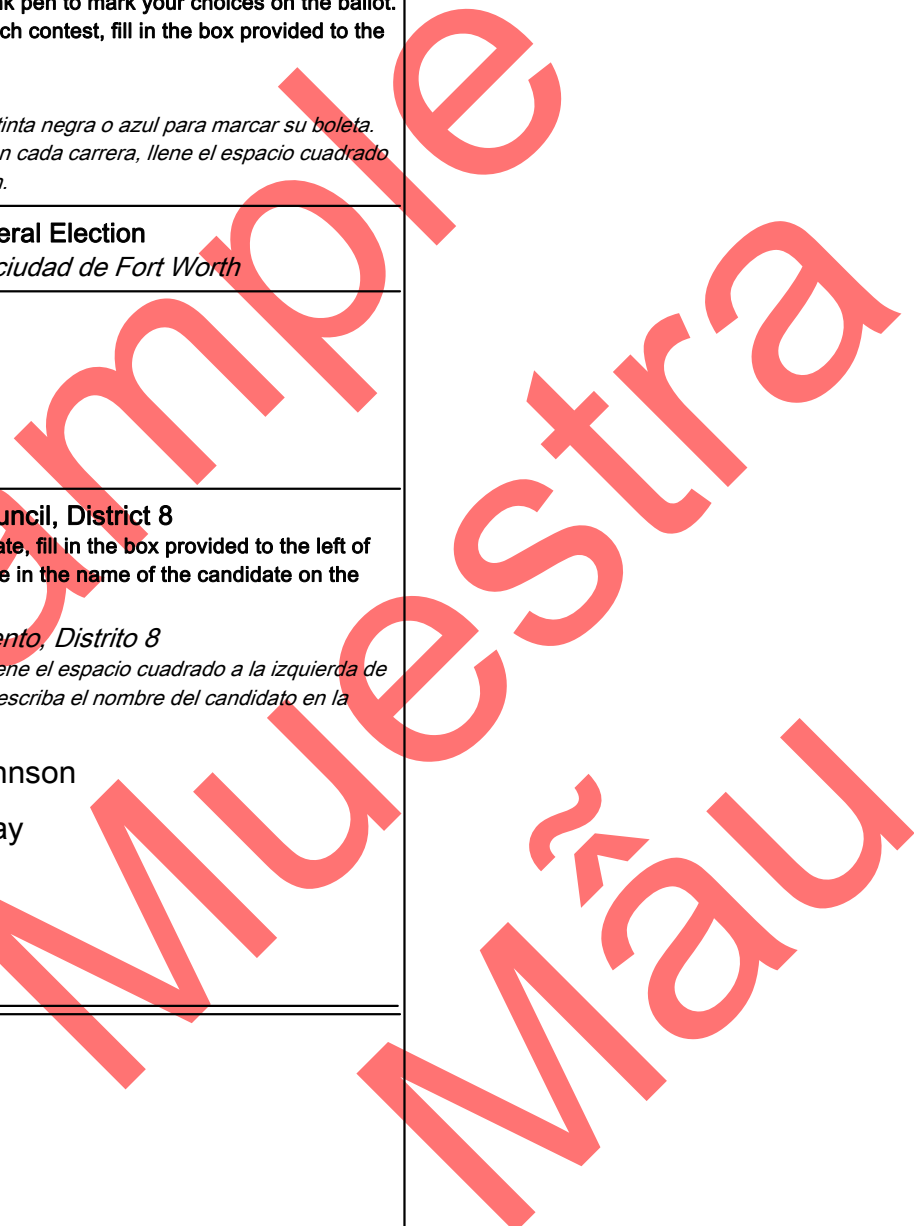 nk pen to mark your choices on the ballot.
ch contest, fill in the box provided to the
tinta negra o azul para marcar su boleta.
n cada carrera, llene el espacio cuadrado
n.
eral Election
ciudad de Fort Worth
uncil, District 8
ate, fill in the box provided to the left of
e in the name of the candidate on the
ento, Distrito 8
ene el espacio cuadrado a la izquierda de
escriba el nombre del candidato en la
hnson
ay
ample
Muestra
Mẫu